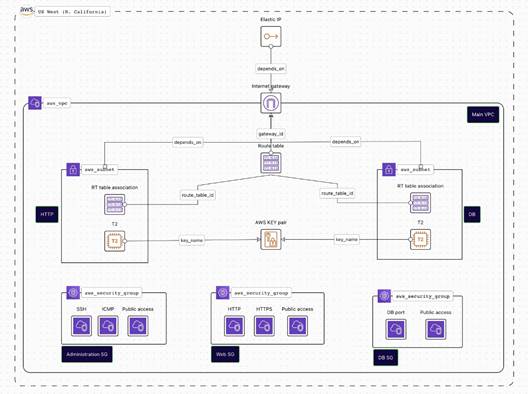 aws
US West (N. California)
Elastic IP
depends_on
Internet gateway
aws_vpc
Main VPC
gateway_id
depends_on
depends_on
Route table
aws_subnet
aws_subnet
RT table association
RT table association
route_table_id
route_table_id
HTTP
DB
T2
AWS KEY pair
T2
T2
key_name
key_name
T2
aws_security_group
aws_security_group
aws_security_group
SSH
ICMP
Public access
HTTP
HTTPS
Public access
DB port
Public access
Administration SG
Web SG
DB SG